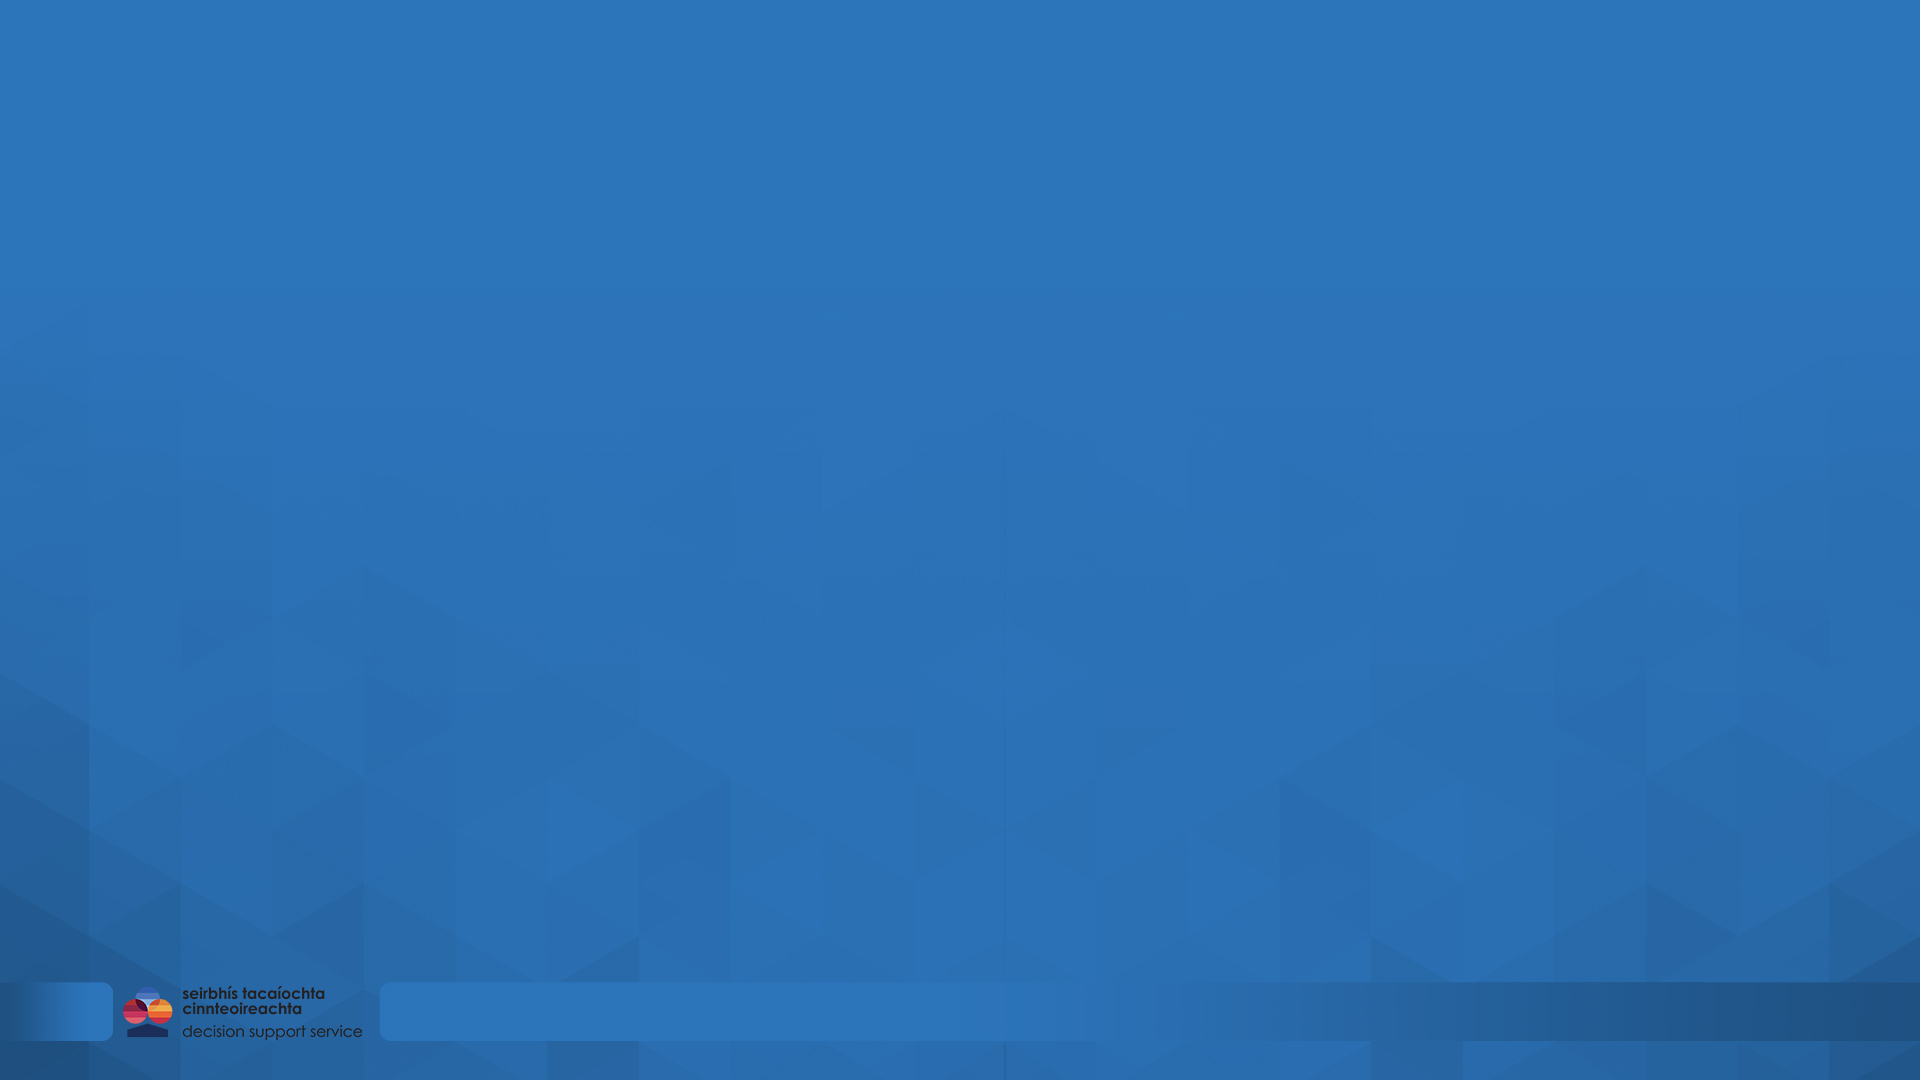 seirbhís tacaíochta
cinnteoireachta
decision support service